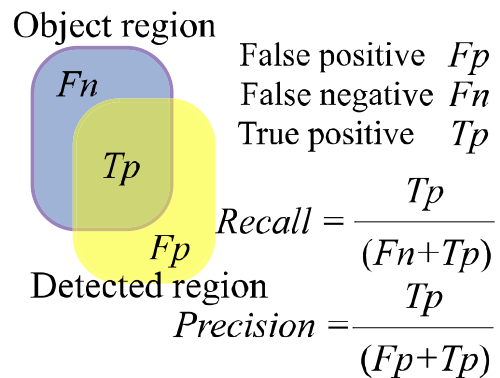 Object region
Fn
Tp
Fp
Detected region
False positive Fp
False negative Fn
True positive Tp
Recall = Tp / (Fn+Tp)
Precision = Tp / (Fp+Tp)